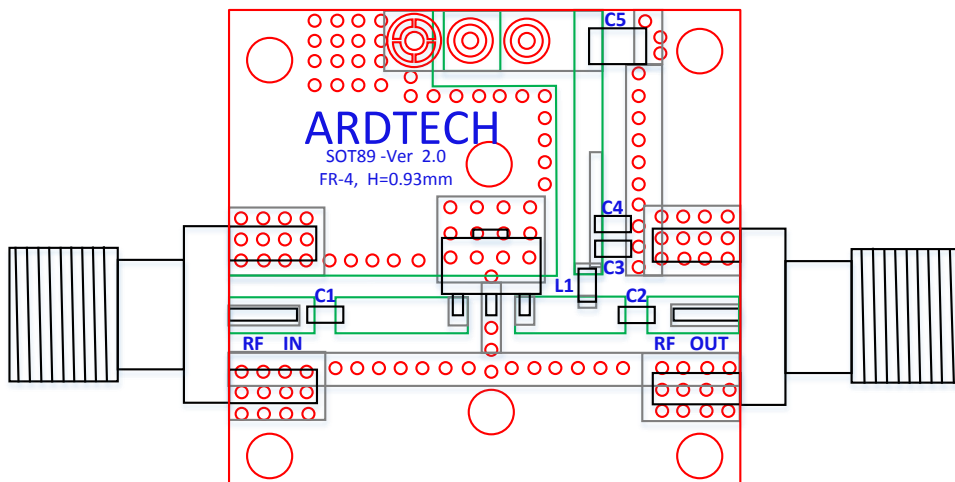 C5
ARDTECH
SOT89 -Ver 2.0
FR-4, H=0.93mm
C4
C3
L1
C1
C2
RF IN
RF OUT